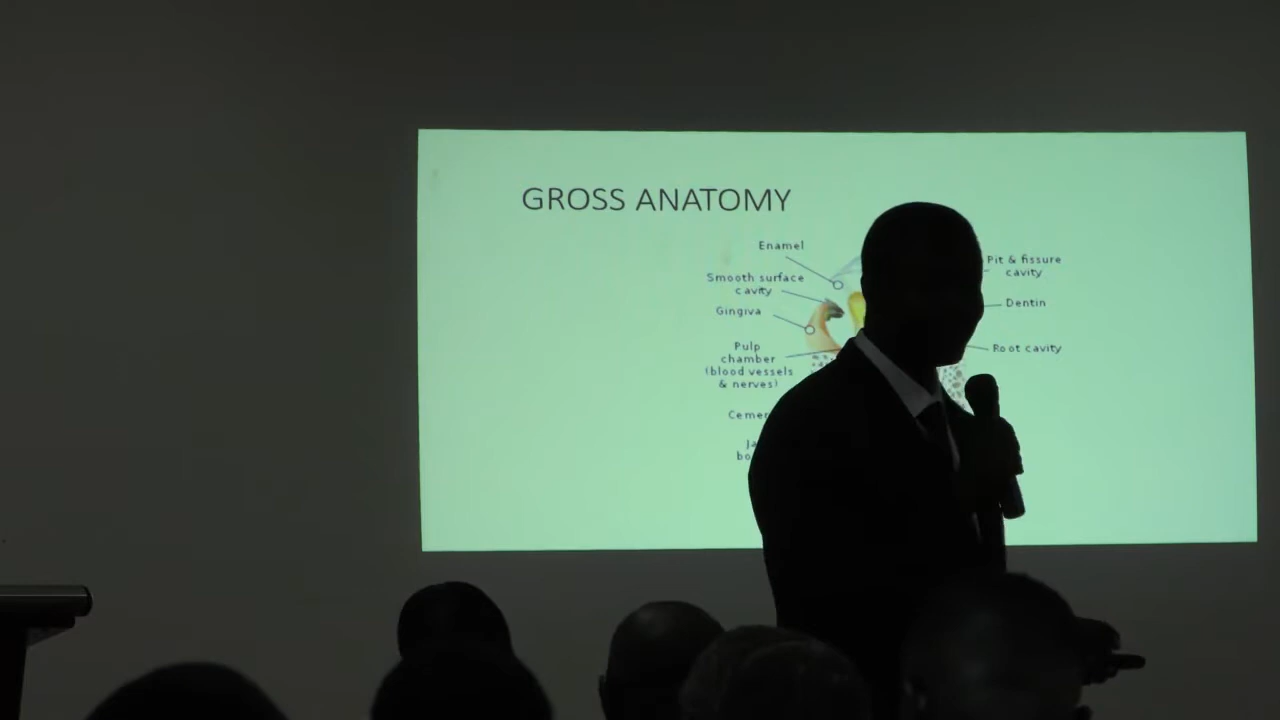 GROSS ANATOMY
Enamel
Smooth surface
cavity
Gingiva
Pulp
chamber
(blood vessels
& nerves)
Pit & fissure
cavity
Dentin
Root cavity